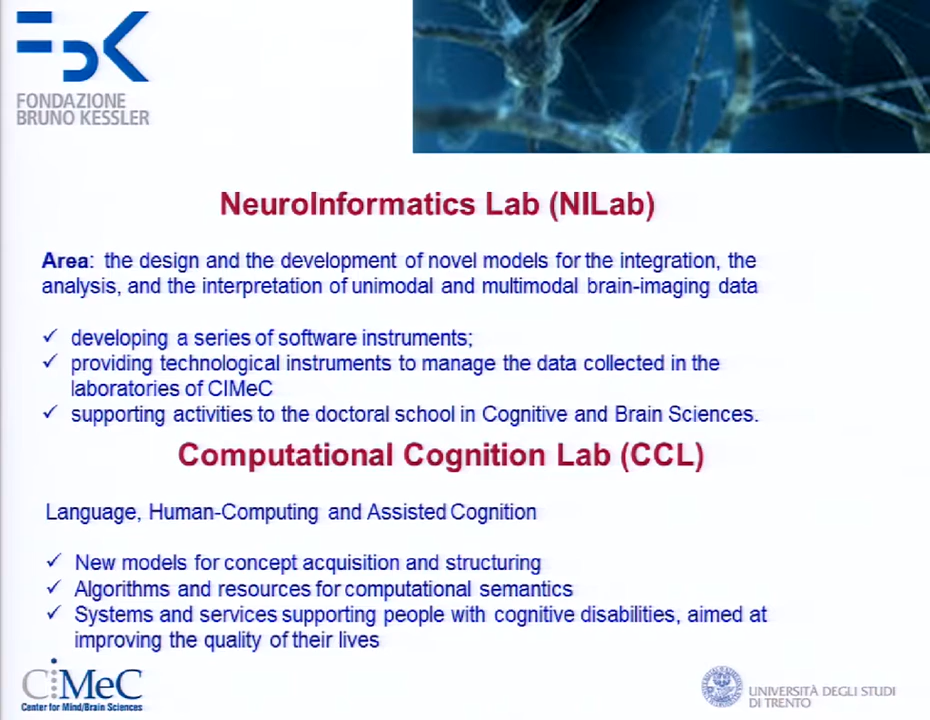 FBK
FONDAZIONE
BRUNO KESSLER
NeuroInformatics Lab (NILab)
Area: the design and the development of novel models for the integration, the
analysis, and the interpretation of unimodal and multimodal brain-imaging data
✓ developing a series of software instruments;
✓ providing technological instruments to manage the data collected in the
laboratories of CIMeC
✓ supporting activities to the doctoral school in Cognitive and Brain Sciences.
Computational Cognition Lab (CCL)
Language, Human-Computing and Assisted Cognition
✓ New models for concept acquisition and structuring
✓ Algorithms and resources for computational semantics
✓ Systems and services supporting people with cognitive disabilities, aimed at
improving the quality of their lives
CiMeC
Center for Mind/Brain Sciences
UNIVERSITÀ DEGLI STUDI
DI TRENTO